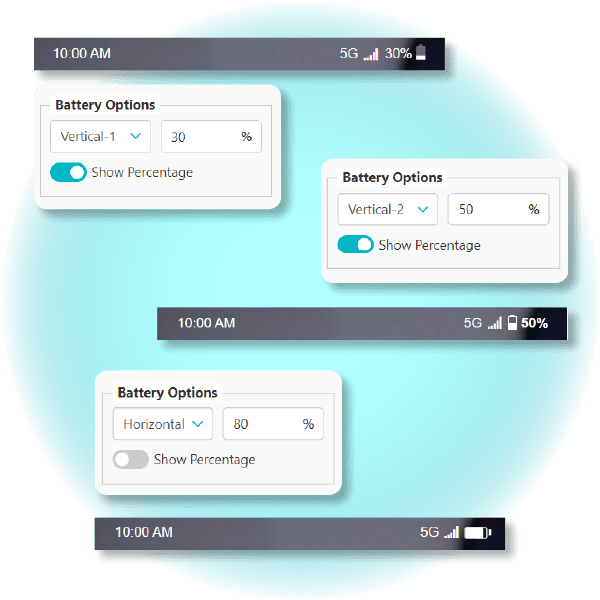 10:00 AM 5G 30%
Battery Options
Vertical-1 30 %
Show Percentage
Battery Options
Vertical-2 50 %
Show Percentage
10:00 AM 5G 50%
Battery Options
Horizontal 80 %
Show Percentage
10:00 AM 5G